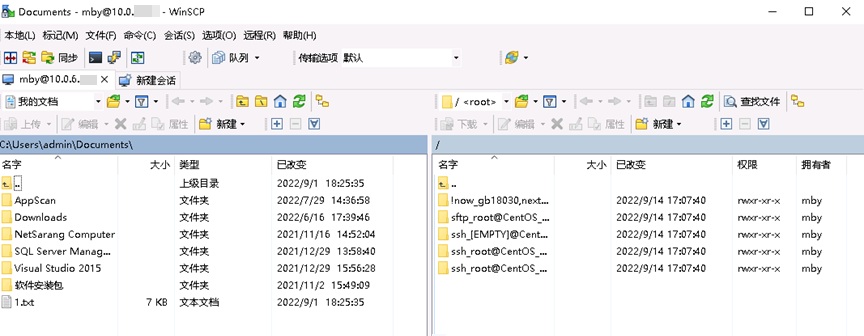 Documents - mby@10.0. - WinSCP
本地(L) 标记(M) 文件(F) 命令(C) 会话(S) 选项(O) 远程(R) 帮助(H)
同步 队列 传输选项 默认
mby@10.0.6. × 新建会话
我的文档 / <root> 查找文件
上传 编辑 属性 新建 下载 编辑 属性 新建
C:\Users\admin\Documents\ /
名字 大小 类型 已改变 名字 大小 已改变 权限 拥有者
.. 上级目录 2022/9/1 18:25:35 ..
AppScan 文件夹 2022/7/29 14:36:58 !now_gb18030,next... 2022/9/14 17:07:40 rwxr-xr-x mby
Downloads 文件夹 2022/6/16 17:39:46 sftp_root@CentOS_... 2022/9/14 17:07:40 rwxr-xr-x mby
NetSarang Computer 文件夹 2021/11/16 14:52:04 ssh_[EMPTY]@Cent... 2022/9/14 17:07:40 rwxr-xr-x mby
SQL Server Manag... 文件夹 2021/12/29 13:58:40 ssh_root@CentOS_... 2022/9/14 17:07:40 rwxr-xr-x mby
Visual Studio 2015 文件夹 2021/12/29 15:56:28 ssh_root@CentOS_... 2022/9/14 17:07:40 rwxr-xr-x mby
软件安装包 文件夹 2021/11/2 15:49:09
1.txt 7 KB 文本文档 2022/9/1 18:25:35